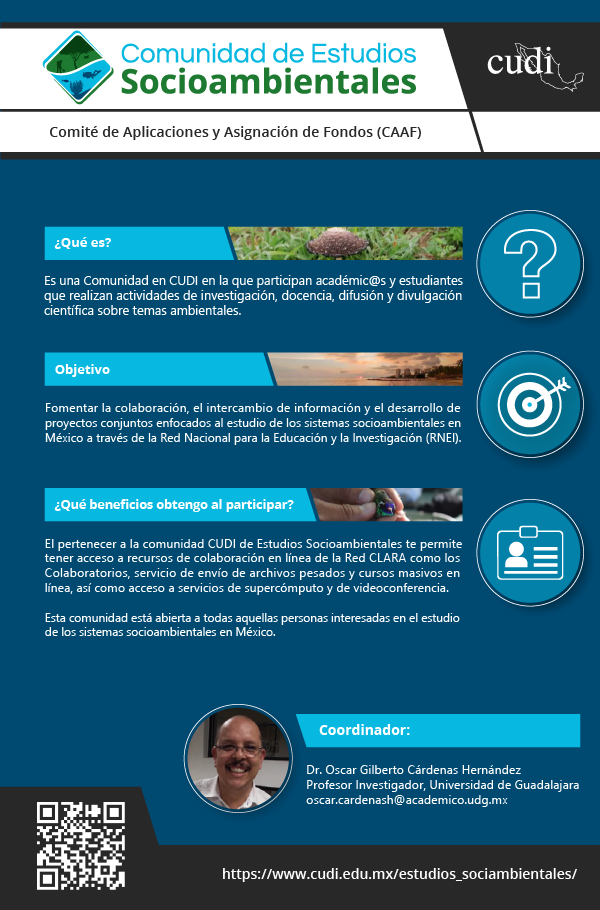 Comunidad de Estudios
Socioambientales
cudi
Comité de Aplicaciones y Asignación de Fondos (CAAF)
¿Qué es?
Es una Comunidad en CUDI en la que participan académic@s y estudiantes
que realizan actividades de investigación, docencia, difusión y divulgación
científica sobre temas ambientales.
Objetivo
Fomentar la colaboración, el intercambio de información y el desarrollo de
proyectos conjuntos enfocados al estudio de los sistemas socioambientales en
México a través de la Red Nacional para la Educación y la Investigación (RNEI).
¿Qué beneficios obtengo al participar?
El pertenecer a la comunidad CUDI de Estudios Socioambientales te permite
tener acceso a recursos de colaboración en línea de la Red CLARA como los
Colaboratorios, servicio de envío de archivos pesados y cursos masivos en
línea, así como acceso a servicios de supercómputo y de videoconferencia.
Esta comunidad está abierta a todas aquellas personas interesadas en el estudio
de los sistemas socioambientales en México.
Coordinador:
Dr. Oscar Gilberto Cárdenas Hernández
Profesor Investigador, Universidad de Guadalajara
oscar.cardenash@academico.udg.mx
https://www.cudi.edu.mx/estudios_sociambientales/